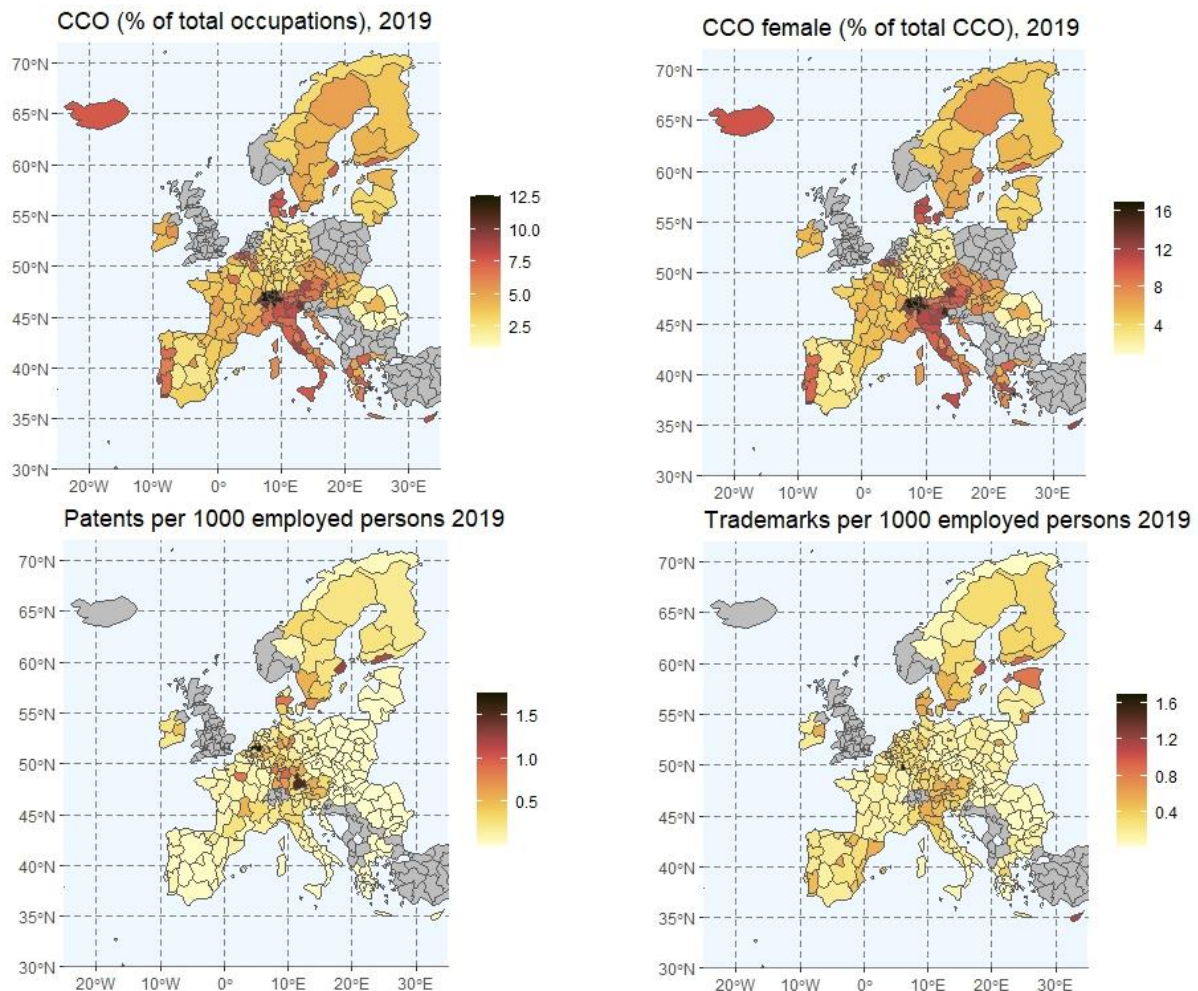 CCO (% of total occupations), 2019
70°N
65°N
60°N
55°N
50°N
45°N
40°N
35°N
30°N
20°W 10°W 0° 10°E 20°E 30°E
12.5
10.0
7.5
5.0
2.5
CCO female (% of total CCO), 2019
70°N
65°N
60°N
55°N
50°N
45°N
40°N
35°N
30°N
20°W 10°W 0° 10°E 20°E 30°E
16
12
8
4
Patents per 1000 employed persons 2019
70°N
65°N
60°N
55°N
50°N
45°N
40°N
35°N
30°N
20°W 10°W 0° 10°E 20°E 30°E
1.5
1.0
0.5
Trademarks per 1000 employed persons 2019
70°N
65°N
60°N
55°N
50°N
45°N
40°N
35°N
30°N
20°W 10°W 0° 10°E 20°E 30°E
1.6
1.2
0.8
0.4